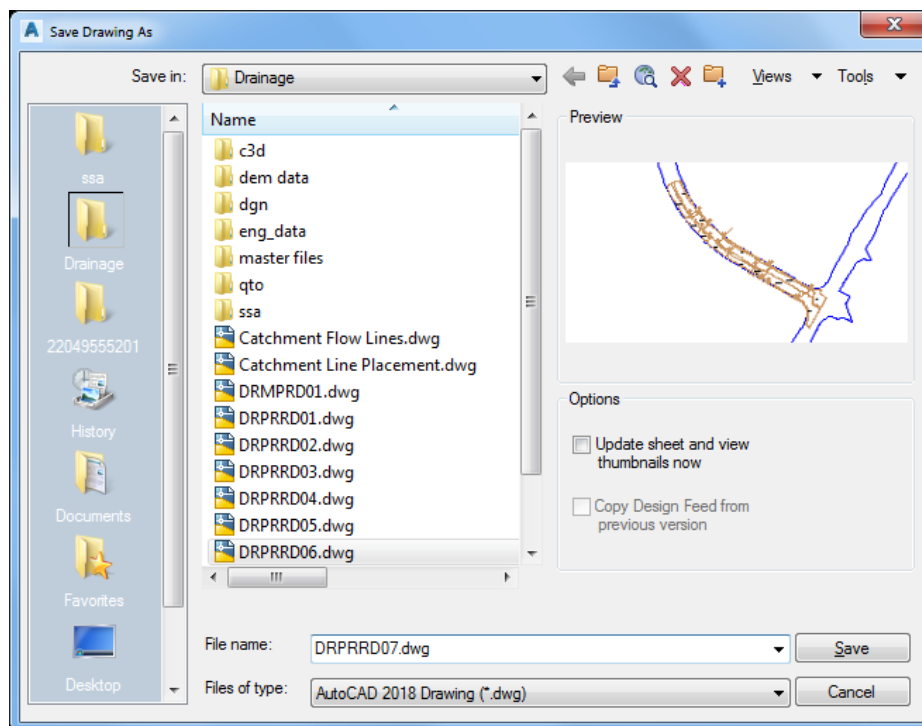 Save Drawing As
Save in: Drainage Views Tools
ssa
Drainage
22049555201
History
Documents
Favorites
Desktop
Name
c3d
dem data
dgn
eng_data
master files
qto
ssa
Catchment Flow Lines.dwg
Catchment Line Placement.dwg
DRMPRD01.dwg
DRPRRD01.dwg
DRPRRD02.dwg
DRPRRD03.dwg
DRPRRD04.dwg
DRPRRD05.dwg
DRPRRD06.dwg
Preview
Options
Update sheet and view
thumbnails now
Copy Design Feed from
previous version
File name: DRPRRD07.dwg Save
Files of type: AutoCAD 2018 Drawing (*.dwg) Cancel